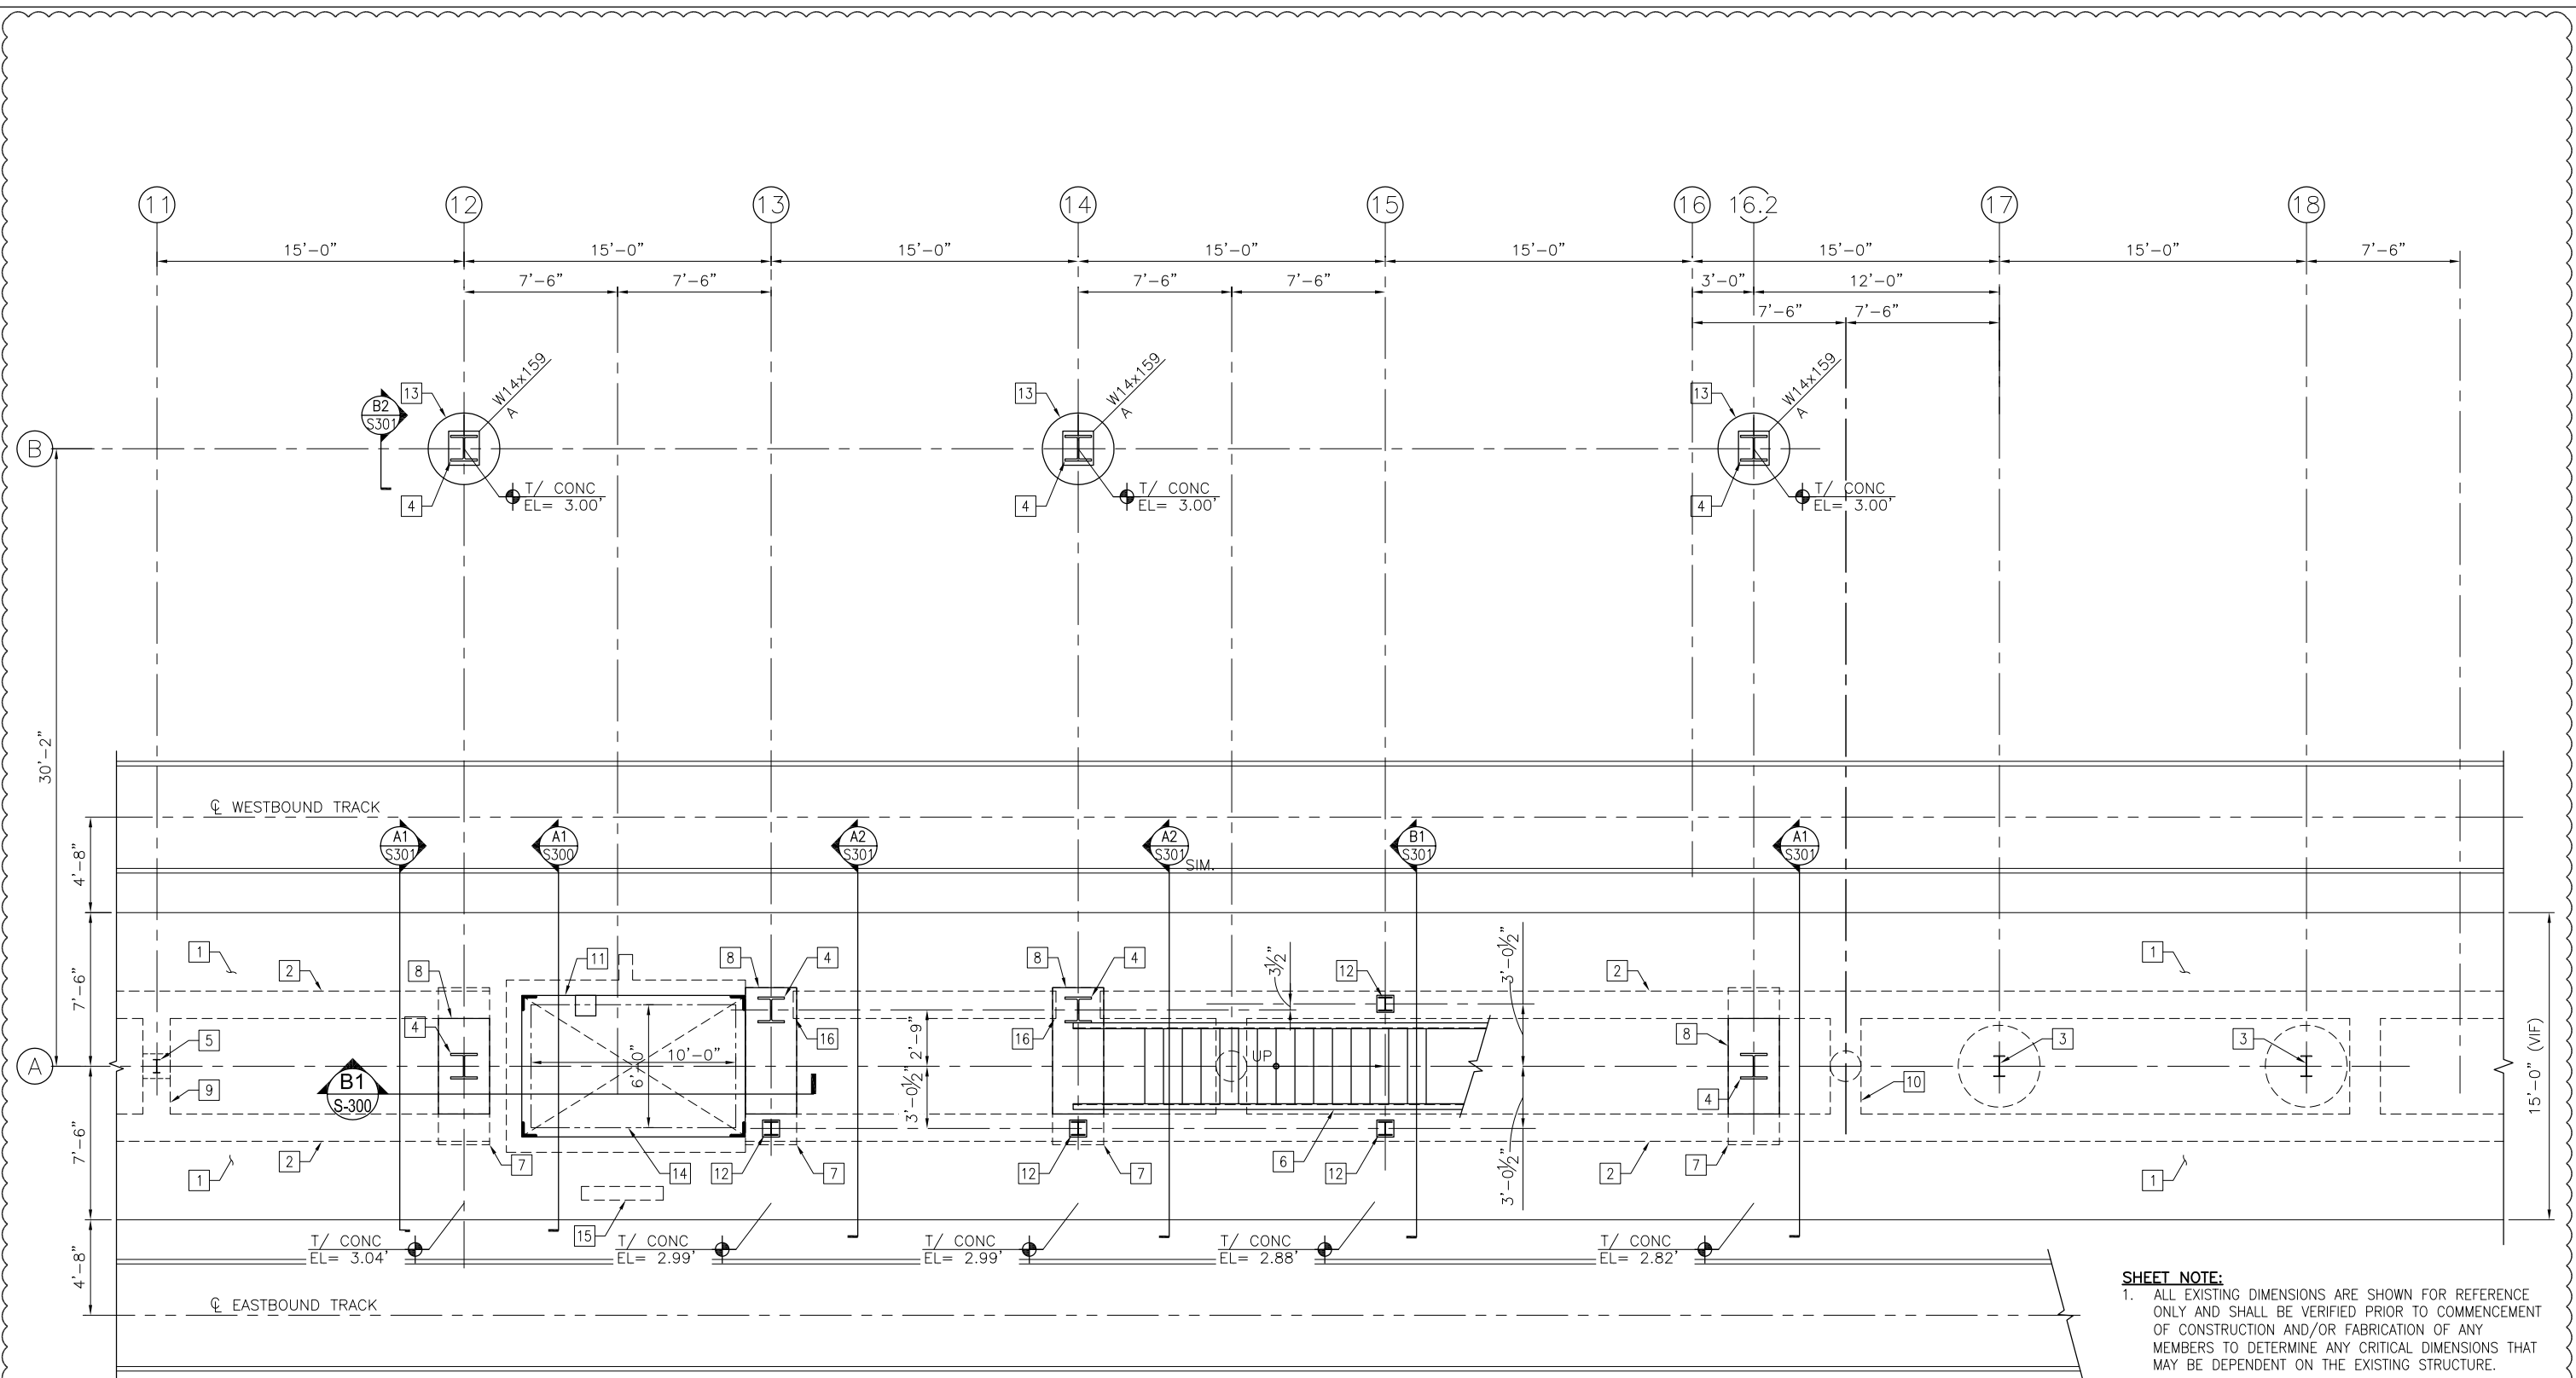 11 12 13 14 15 16 16.2 17 18
15'-0" 15'-0" 15'-0" 15'-0" 15'-0" 15'-0" 15'-0" 7'-6"
7'-6" 7'-6" 7'-6" 7'-6" 3'-0" 12'-0"
7'-6" 7'-6"
W14x159 W14x159 W14x159
A A A
13 13 13
B2
S301
B
T/ CONC T/ CONC T/ CONC
EL= 3.00' EL= 3.00' EL= 3.00'
4 4 4
30'-2"
℄ WESTBOUND TRACK
4'-8"
A1 A1 A2 A2 B1 A1
S301 S300 S301 S301 S301 S301
SIM.
7'-6"
1 2 8 11 8 4 8 4 3½" 12 3'-0½" 2 1
5 4 16 16 8 3 3
A
10'-0" 6'-0" 2'-9" UP
15'-0" (VIF)
9 B1 4 10
S-300
3'-0½" 3'-0½"
7'-6"
1 2 7 14 12 7 12 7 6 12 2 7 1
15
T/ CONC T/ CONC T/ CONC T/ CONC T/ CONC
EL= 3.04' EL= 2.99' EL= 2.99' EL= 2.88' EL= 2.82'
4'-8"
℄ EASTBOUND TRACK
SHEET NOTE:
1. ALL EXISTING DIMENSIONS ARE SHOWN FOR REFERENCE
ONLY AND SHALL BE VERIFIED PRIOR TO COMMENCEMENT
OF CONSTRUCTION AND/OR FABRICATION OF ANY
MEMBERS TO DETERMINE ANY CRITICAL DIMENSIONS THAT
MAY BE DEPENDENT ON THE EXISTING STRUCTURE.